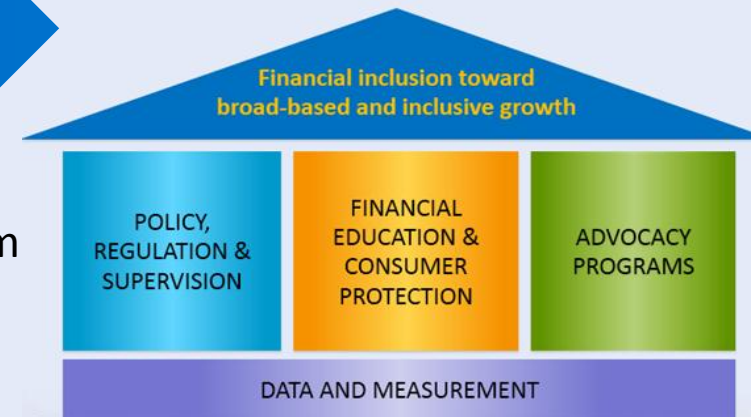 Financial inclusion toward
broad-based and inclusive growth
POLICY,
REGULATION &
SUPERVISION
FINANCIAL
EDUCATION &
CONSUMER
PROTECTION
ADVOCACY
PROGRAMS
DATA AND MEASUREMENT